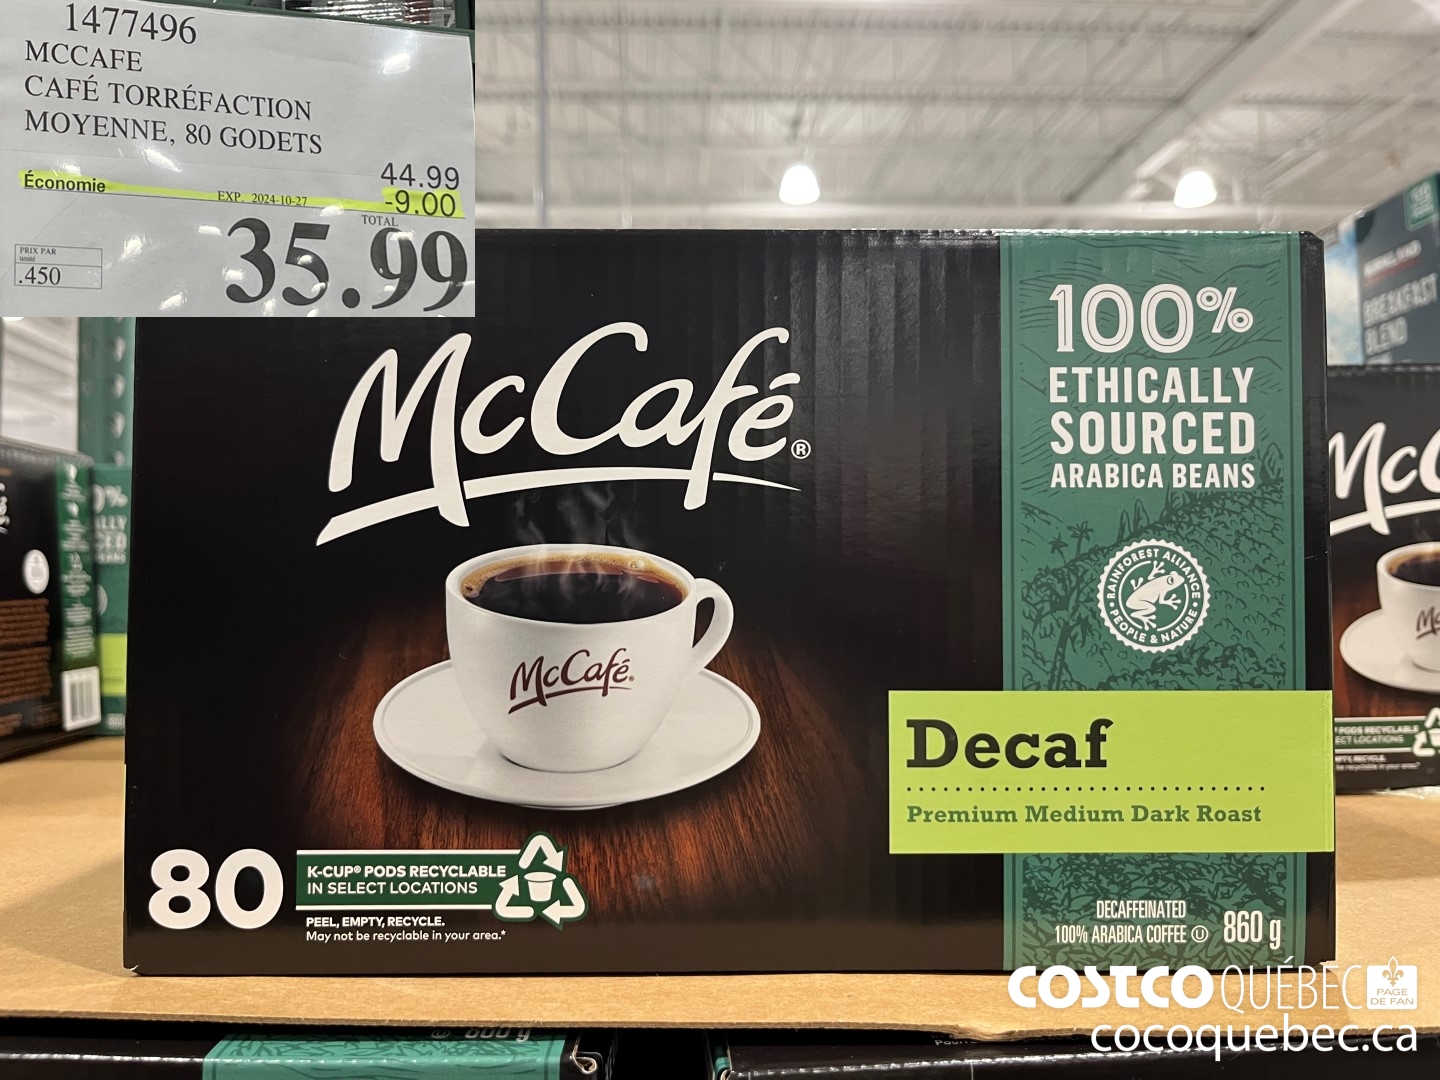 1477496
MCCAFE
CAFÉ TORRÉFACTION
MOYENNE, 80 GODETS
44.99
Économie
EXP. 2024-10-27
-9.00
TOTAL
35.99
PRIX PAR
unité
.450
McCafé®
McCafé®
100%
ETHICALLY
SOURCED
ARABICA BEANS
RAINFOREST ALLIANCE
PEOPLE & NATURE
Decaf
Premium Medium Dark Roast
80
K-CUP® PODS RECYCLABLE
IN SELECT LOCATIONS
PEEL, EMPTY, RECYCLE.
May not be recyclable in your area.*
DECAFFEINATED
100% ARABICA COFFEE U
860 g
KIRKLAND
BREAKFAST
BLEND
COSTCO QUÉBEC
PAGE
DE FAN
cocoquebec.ca